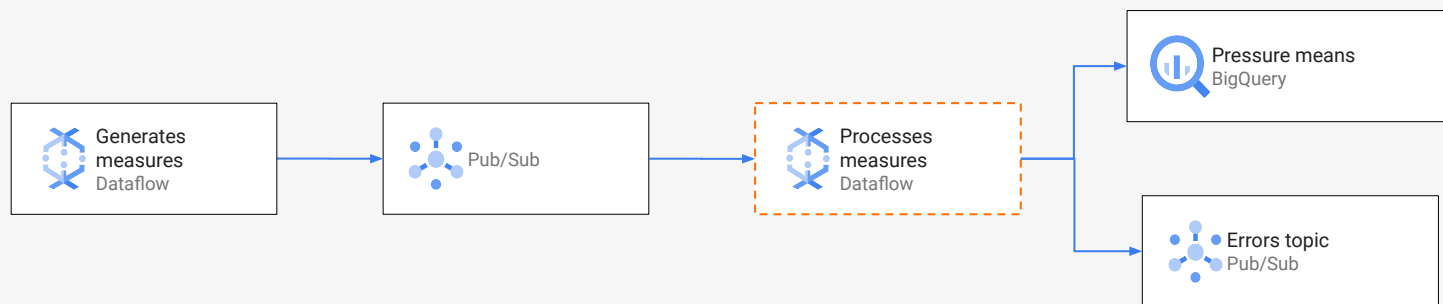 Generates
measures
Dataflow
Pub/Sub
Processes
measures
Dataflow
Pressure means
BigQuery
Errors topic
Pub/Sub